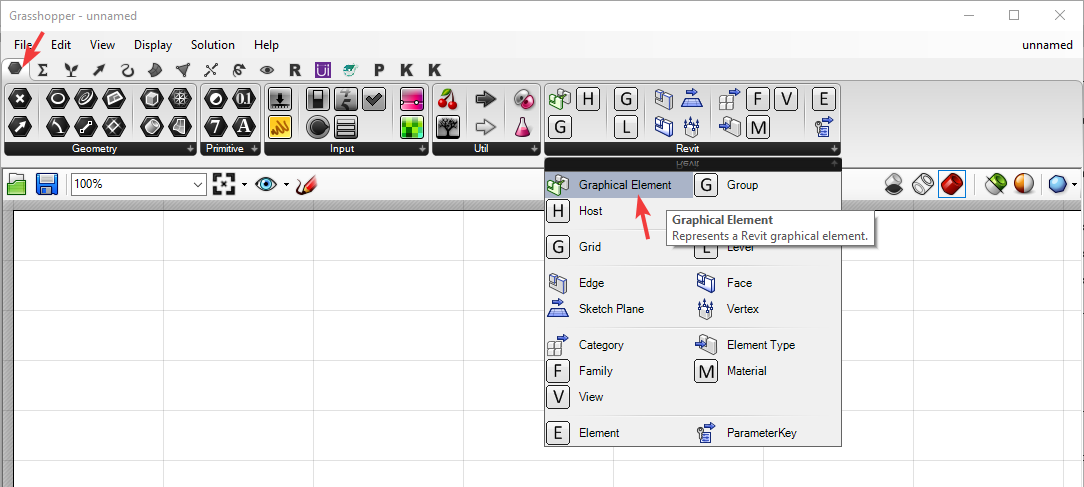 Grasshopper - unnamed
File Edit View Display Solution Help unnamed
Σ R Ui P K K
0.1 H G F V E
7 A G L M
Geometry Primitive Input Util Revit
Revit
100%
Graphical Element G Group
H Host
Graphical Element
Represents a Revit graphical element.
G Grid L Level
Edge Face
Sketch Plane Vertex
Category Element Type
F Family M Material
V View
E Element ParameterKey